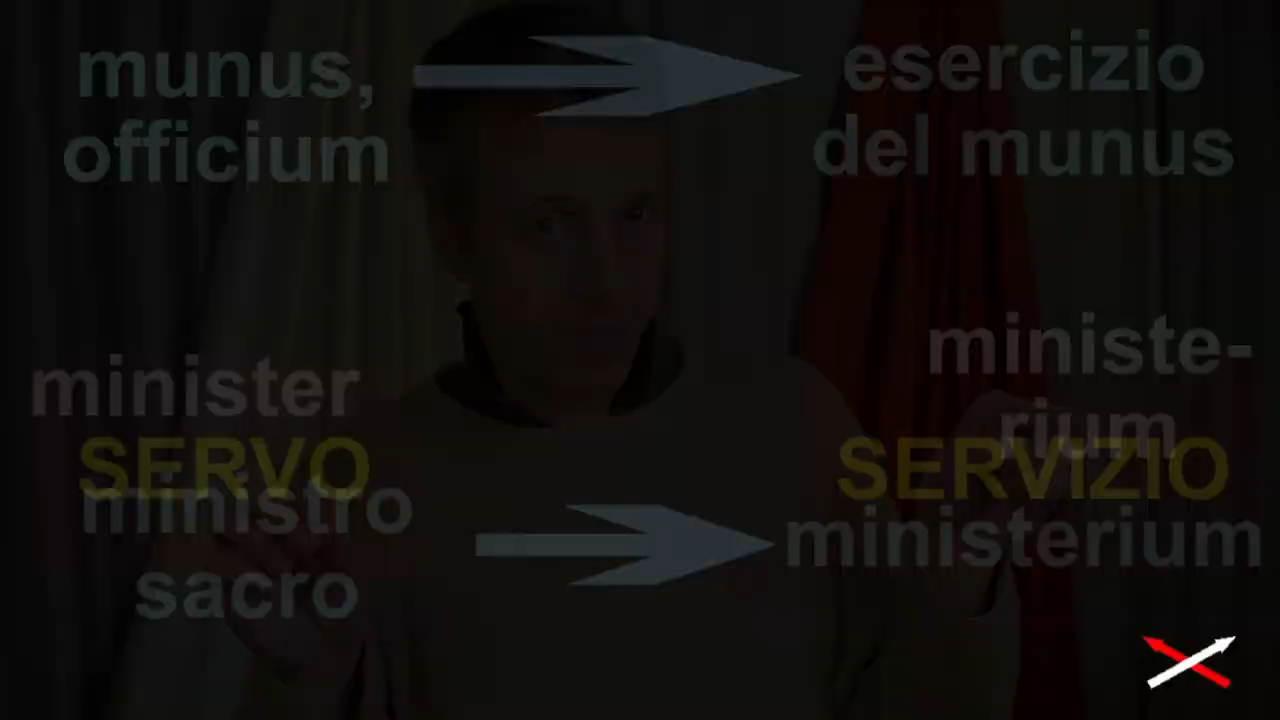 munus,
officium
esercizio
del munus
minister
SERVO
ministro
sacro
ministe-
rium
SERVIZIO
ministerium